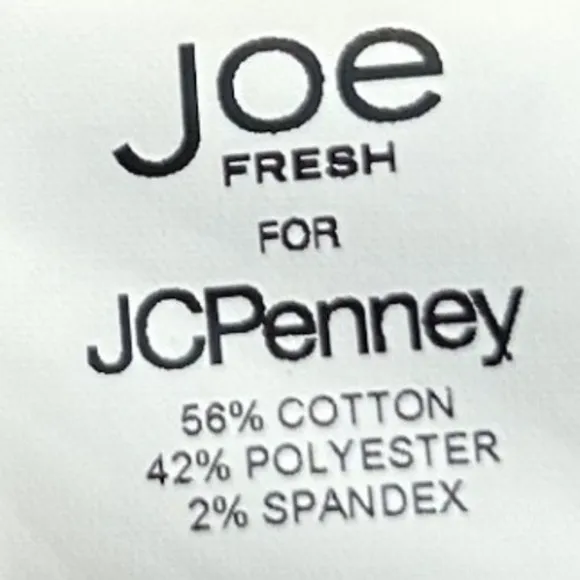 Joe
FRESH
FOR
JCPenney
56% COTTON
42% POLYESTER
2% SPANDEX